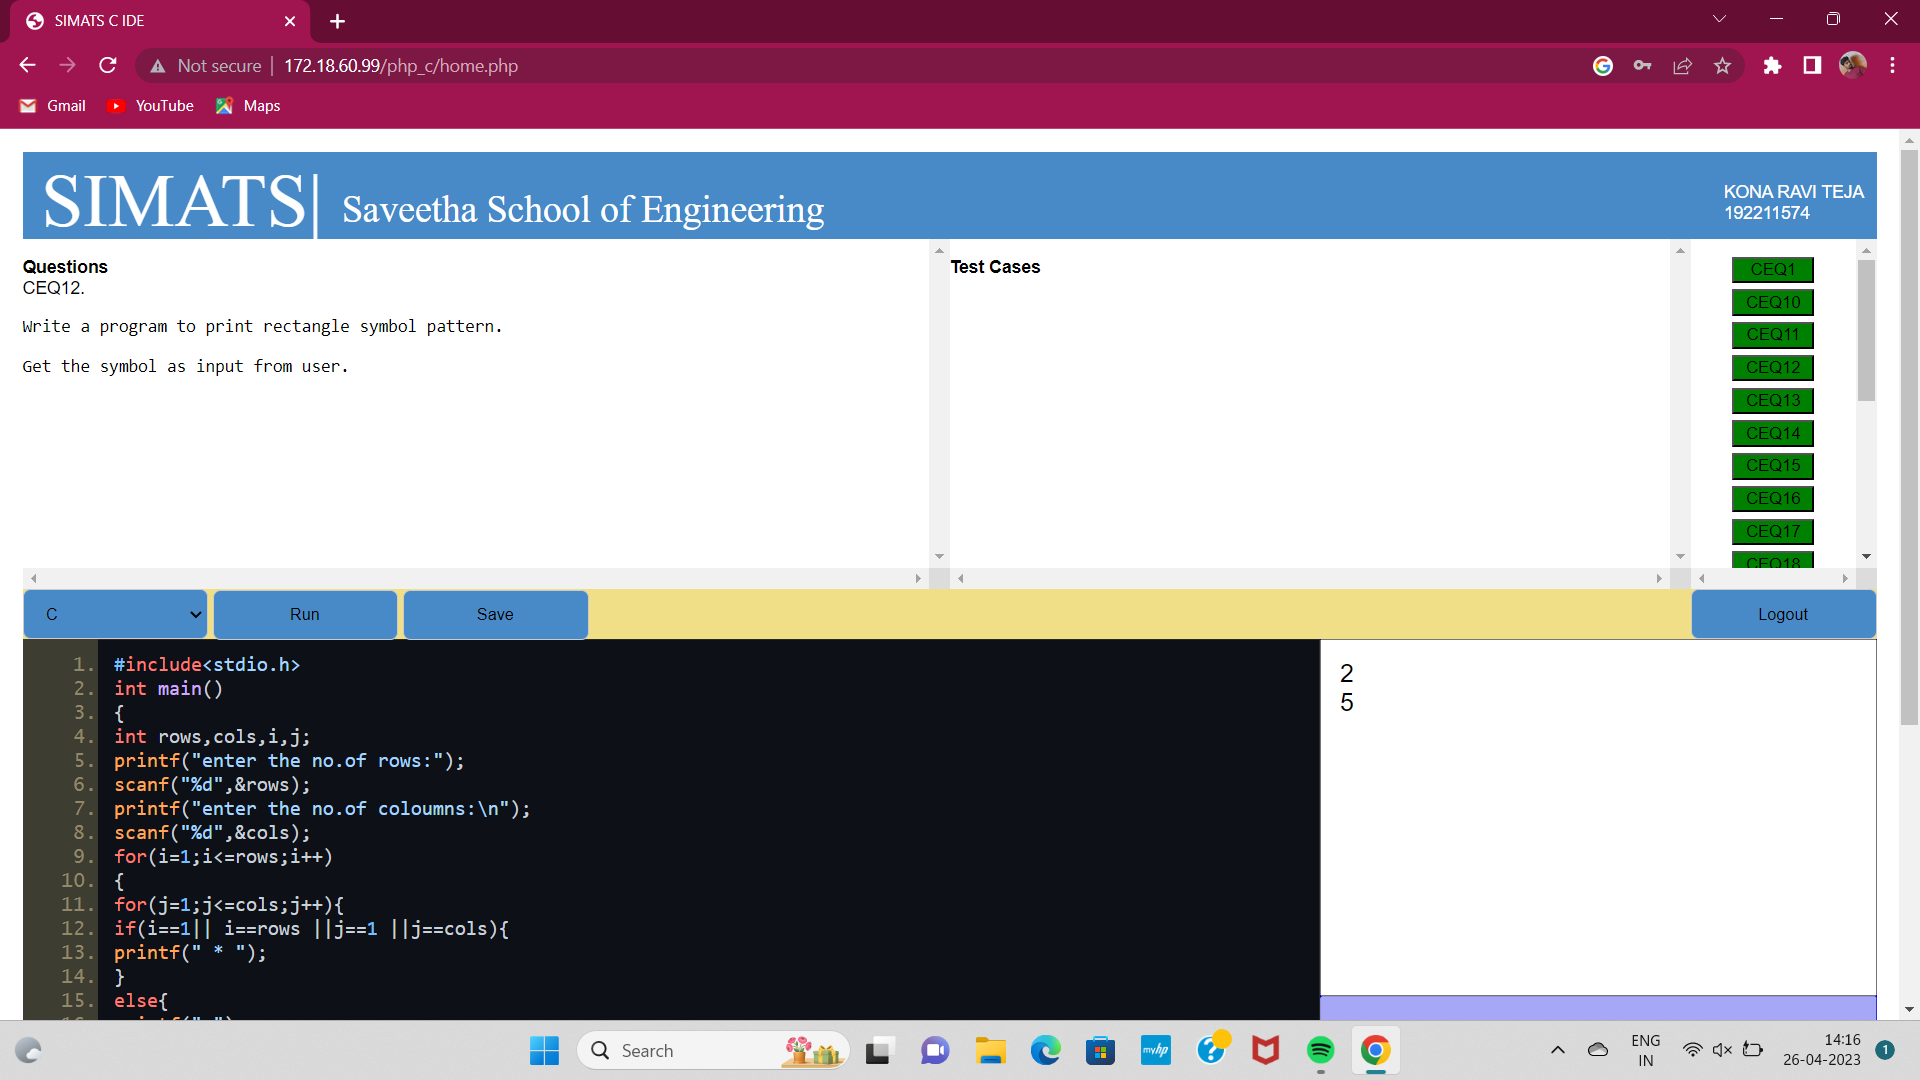 SIMATS C IDE
Not secure | 172.18.60.99/php_c/home.php
Gmail YouTube Maps
SIMATS| Saveetha School of Engineering
KONA RAVI TEJA
192211574
Questions
CEQ12.
Write a program to print rectangle symbol pattern.
Get the symbol as input from user.
Test Cases
CEQ1
CEQ10
CEQ11
CEQ12
CEQ13
CEQ14
CEQ15
CEQ16
CEQ17
CEQ18
C Run Save Logout
1. #include<stdio.h>
2. int main()
3. {
4. int rows,cols,i,j;
5. printf("enter the no.of rows:");
6. scanf("%d",&rows);
7. printf("enter the no.of coloumns:\n");
8. scanf("%d",&cols);
9. for(i=1;i<=rows;i++)
10. {
11. for(j=1;j<=cols;j++){
12. if(i==1|| i==rows ||j==1 ||j==cols){
13. printf(" * ");
14. }
15. else{
2
5
Search
myhp
ENG
IN
14:16
26-04-2023
1